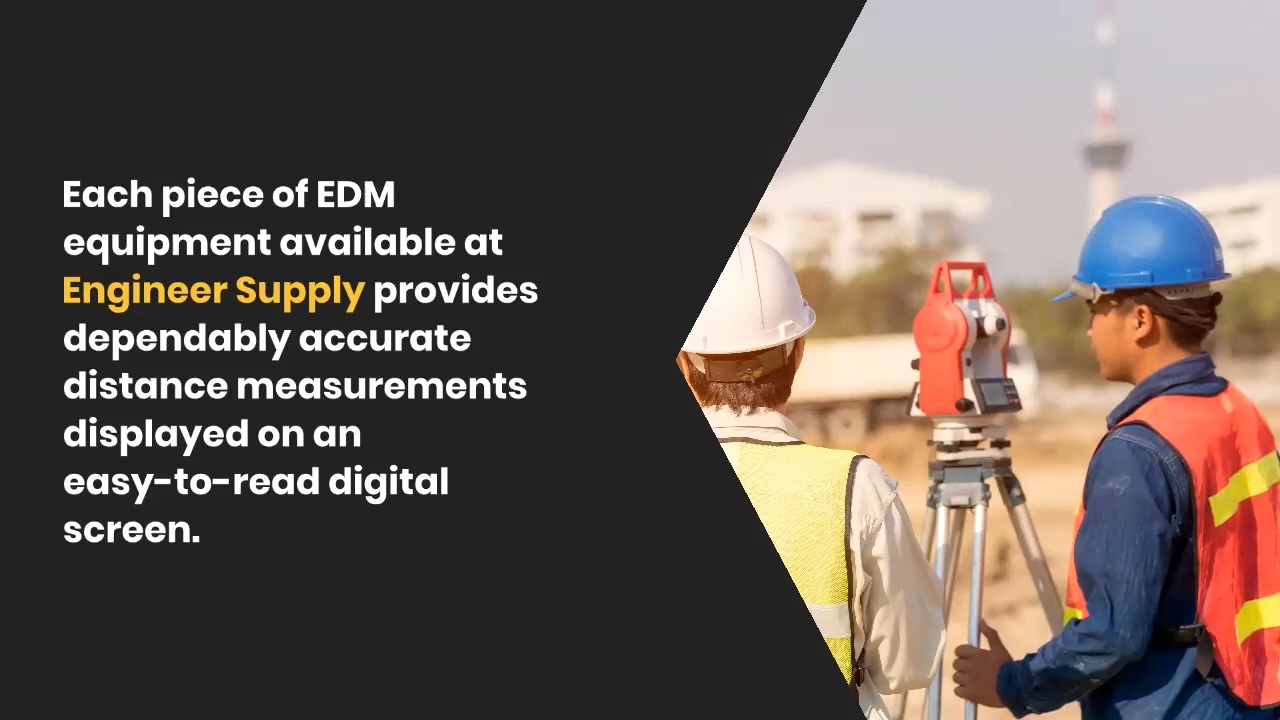 Each piece of EDM
equipment available at
Engineer Supply provides
dependably accurate
distance measurements
displayed on an
easy-to-read digital
screen.